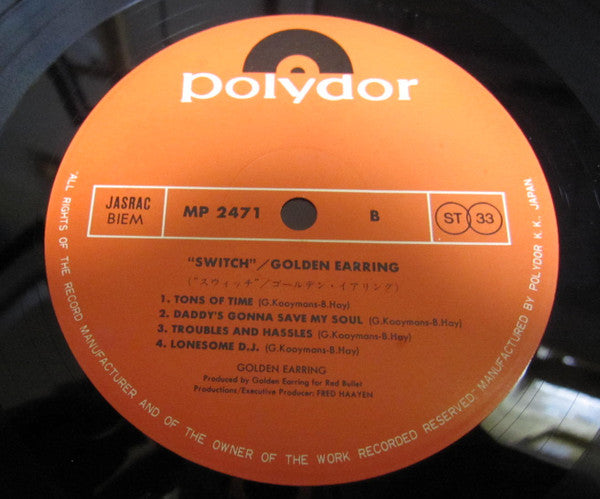 polydor
JASRAC
BIEM
MP 2471
B
ST 33
"SWITCH"/GOLDEN EARRING
("スウィッチ"/ゴールデン・イアリング)
1. TONS OF TIME (G.Kooymans-B.Hay)
2. DADDY'S GONNA SAVE MY SOUL (G.Kooymans-B.Hay)
3. TROUBLES AND HASSLES (G.Kooymans-B.Hay)
4. LONESOME D.J. (G.Kooymans-B.Hay)
GOLDEN EARRING
Produced by Golden Earring for Red Bullet
Productions/Executive Producer: FRED HAAYEN
"ALL RIGHTS OF THE RECORD MANUFACTURER AND OF THE OWNER OF THE WORK RECORDED RESERVED" MANUFACTURED BY POLYDOR K.K. JAPAN.